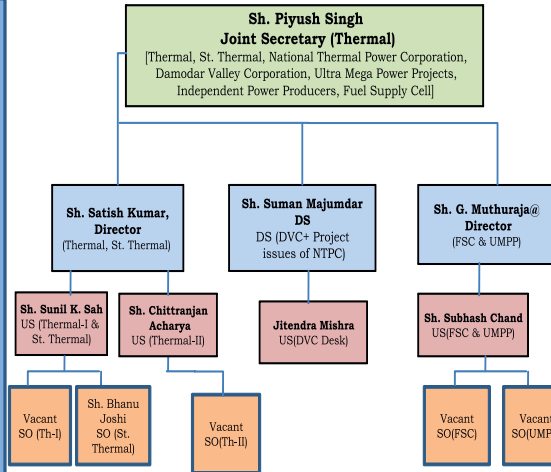 Sh. Piyush Singh
Joint Secretary (Thermal)
[Thermal, St. Thermal, National Thermal Power Corporation,
Damodar Valley Corporation, Ultra Mega Power Projects,
Independent Power Producers, Fuel Supply Cell]
Sh. Satish Kumar,
Director
(Thermal, St. Thermal)
Sh. Suman Majumdar
DS
DS (DVC+ Project
issues of NTPC)
Sh. G. Muthuraja@
Director
(FSC & UMPP)
Sh. Sunil K. Sah
US (Thermal-I &
St. Thermal)
Sh. Chittranjan
Acharya
US (Thermal-II)
Jitendra Mishra
US(DVC Desk)
Sh. Subhash Chand
US(FSC & UMPP)
Vacant
SO (Th-I)
Sh. Bhanu
Joshi
SO (St.
Thermal)
Vacant
SO(Th-II)
Vacant
SO(FSC)
Vacan
SO(UMP